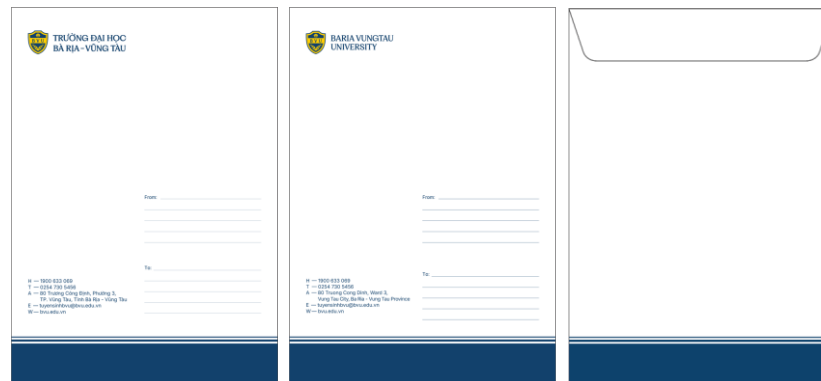 BVU
TRƯỜNG ĐẠI HỌC
BÀ RỊA - VŨNG TÀU
From:
To:
H — 1900 633 069
T — 0254 730 5456
A — 80 Trương Công Định, Phường 3,
TP. Vũng Tàu, Tỉnh Bà Rịa - Vũng Tàu
E — tuyensinhbvu@bvu.edu.vn
W — bvu.edu.vn
BVU
BARIA VUNGTAU
UNIVERSITY
From:
To:
H — 1900 633 069
T — 0254 730 5456
A — 80 Truong Cong Dinh, Ward 3,
Vung Tau City, Ba Ria - Vung Tau Province
E — tuyensinhbvu@bvu.edu.vn
W — bvu.edu.vn